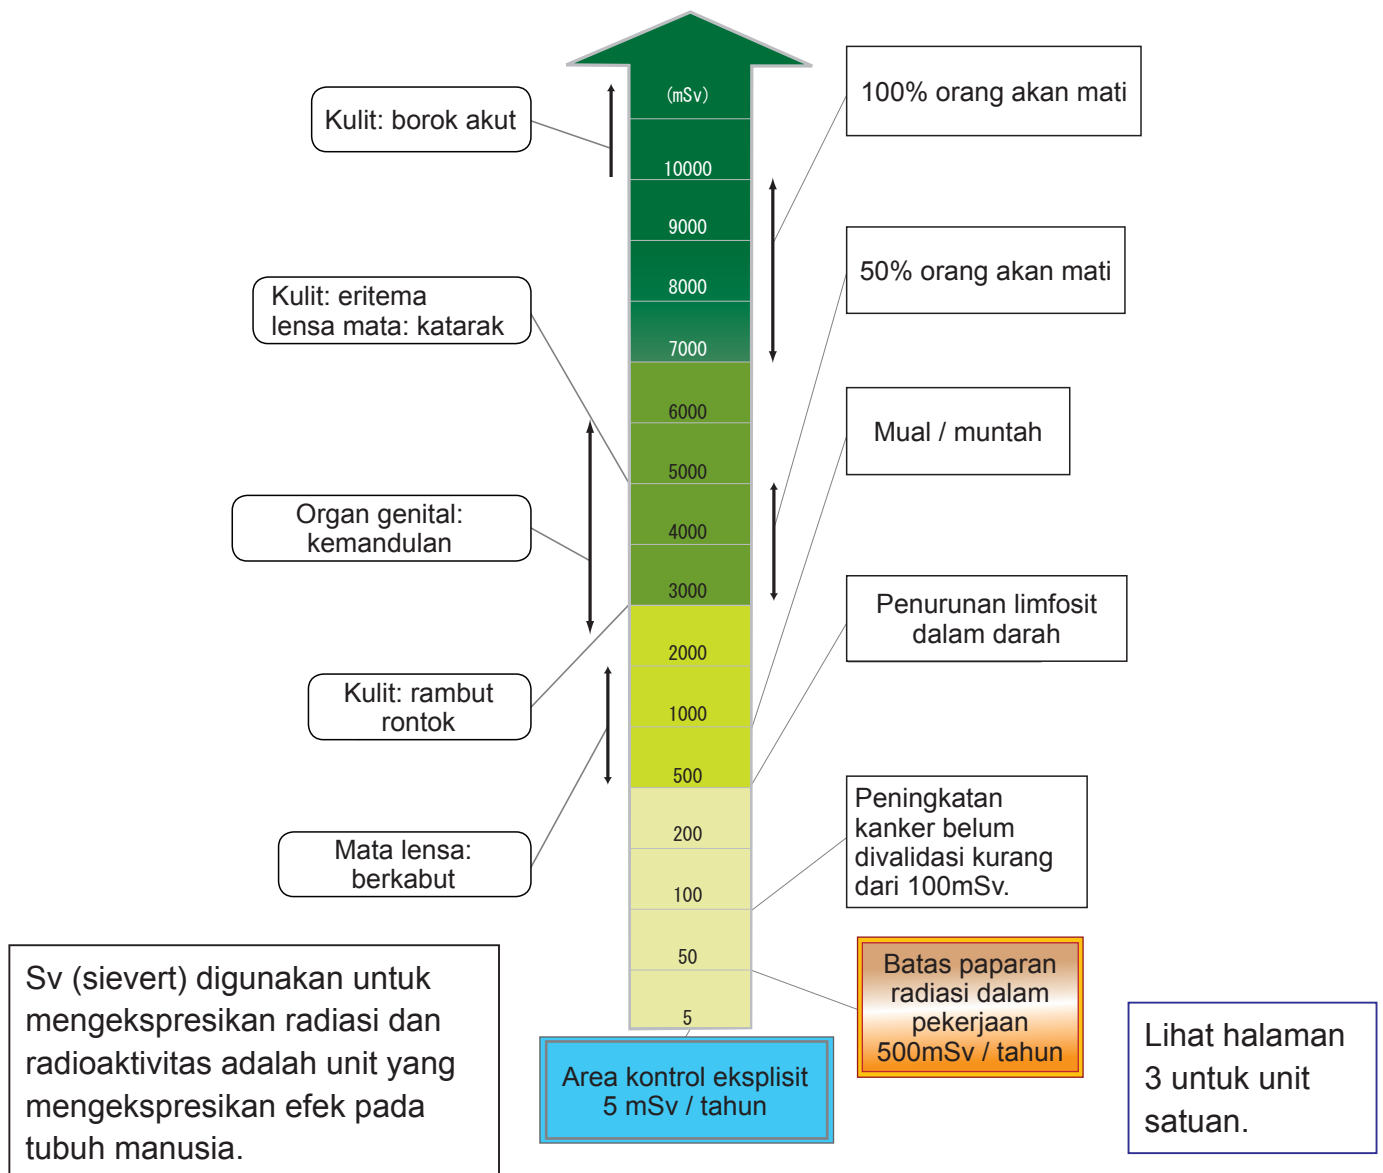 (mSv)
10000
9000
8000
7000
6000
5000
4000
3000
2000
1000
500
200
100
50
5
Kulit: borok akut
Kulit: eritema
lensa mata: katarak
Organ genital:
kemandulan
Kulit: rambut
rontok
Mata lensa:
berkabut
100% orang akan mati
50% orang akan mati
Mual / muntah
Penurunan limfosit
dalam darah
Peningkatan
kanker belum
divalidasi kurang
dari 100mSv.
Batas paparan
radiasi dalam
pekerjaan
500mSv / tahun
Area kontrol eksplisit
5 mSv / tahun
Sv (sievert) digunakan untuk
mengekspresikan radiasi dan
radioaktivitas adalah unit yang
mengekspresikan efek pada
tubuh manusia.
Lihat halaman
3 untuk unit
satuan.